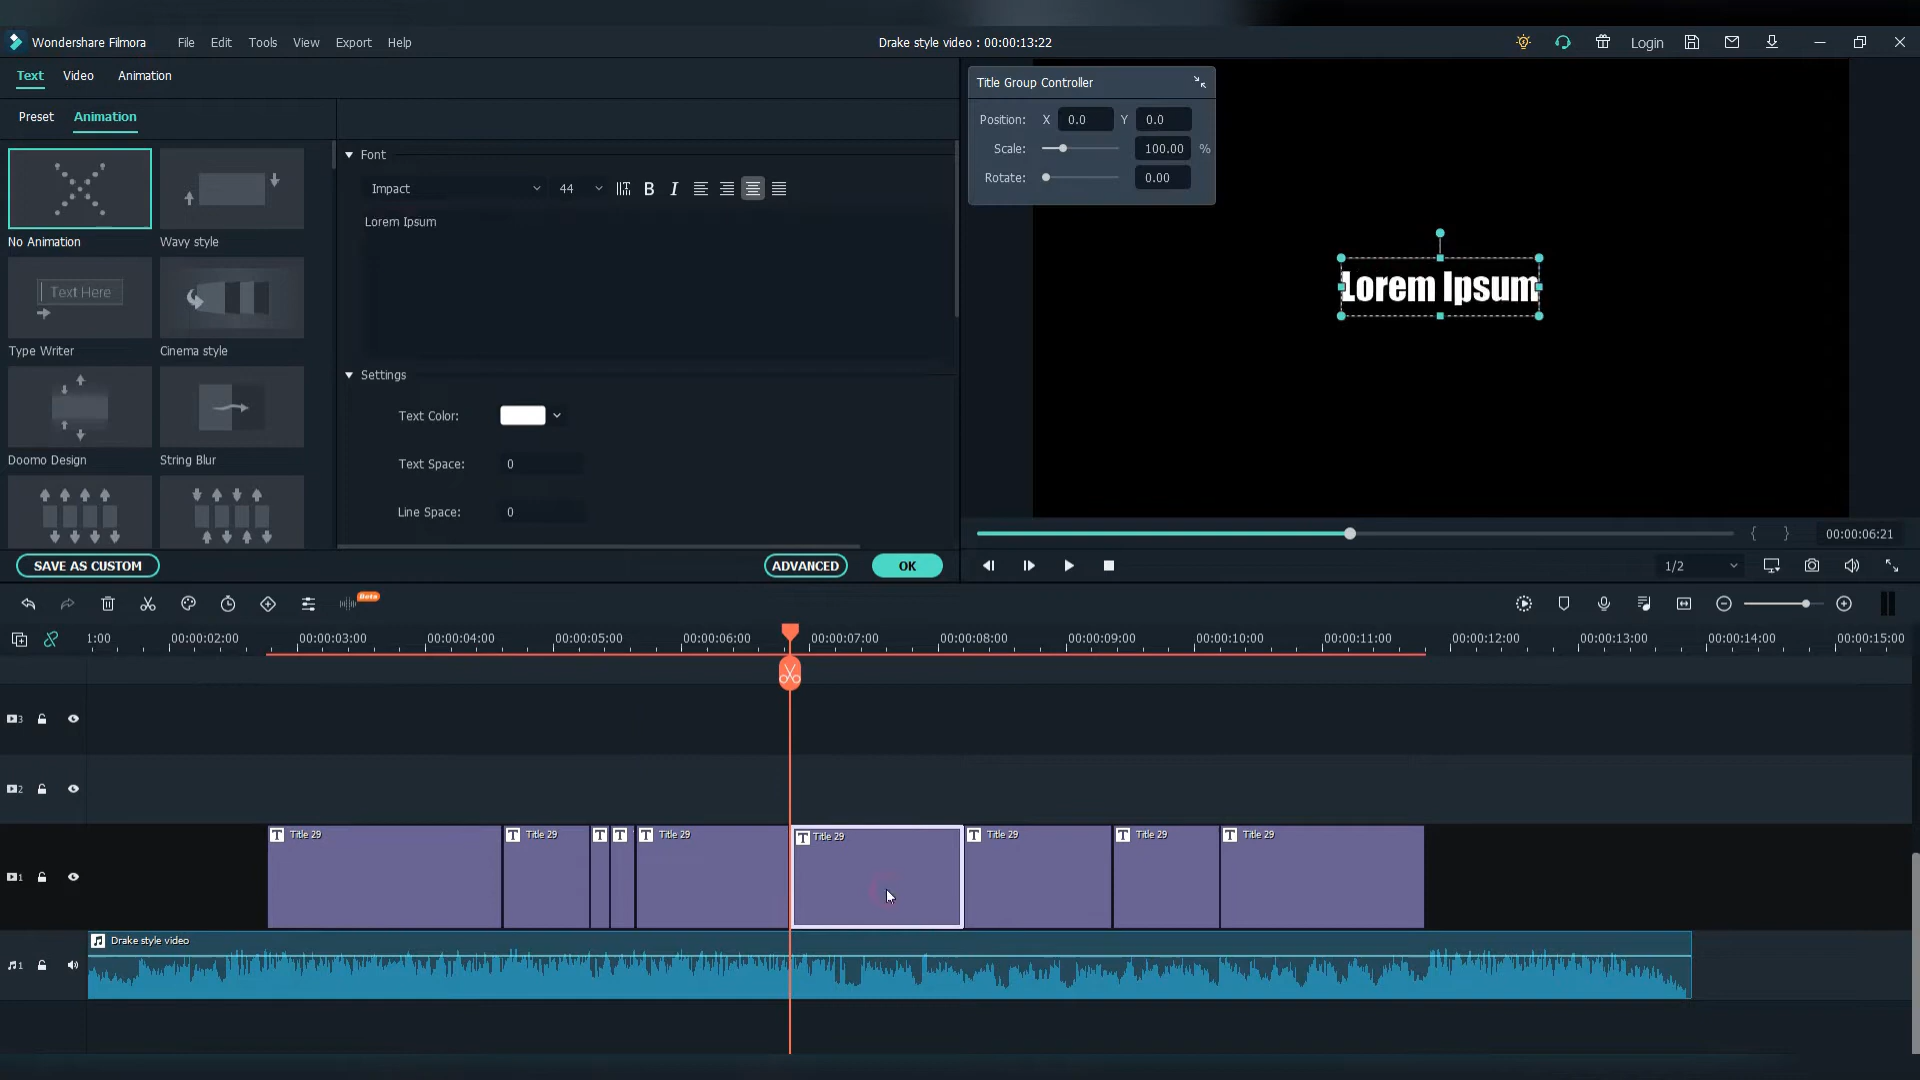 Wondershare Filmora File Edit Tools View Export Help Drake style video : 00:00:13:22 Login
Text Video Animation
Preset Animation
No Animation Wavy style
Text Here
Type Writer Cinema style
Doomo Design String Blur
Font
Impact 44
Lorem Ipsum
Settings
Text Color:
Text Space: 0
Line Space: 0
SAVE AS CUSTOM ADVANCED OK
Title Group Controller
Position: X 0.0 Y 0.0
Scale: 100.00 %
Rotate: 0.00
Lorem Ipsum
00:00:06:21
1/2
Beta
1:00 00:00:02:00 00:00:03:00 00:00:04:00 00:00:05:00 00:00:06:00 00:00:07:00 00:00:08:00 00:00:09:00 00:00:10:00 00:00:11:00 00:00:12:00 00:00:13:00 00:00:14:00 00:00:15:00
3
2
1 T Title 29 T Title 29 T T T Title 29 T Title 29 T Title 29 T Title 29 T Title 29
1 Drake style video